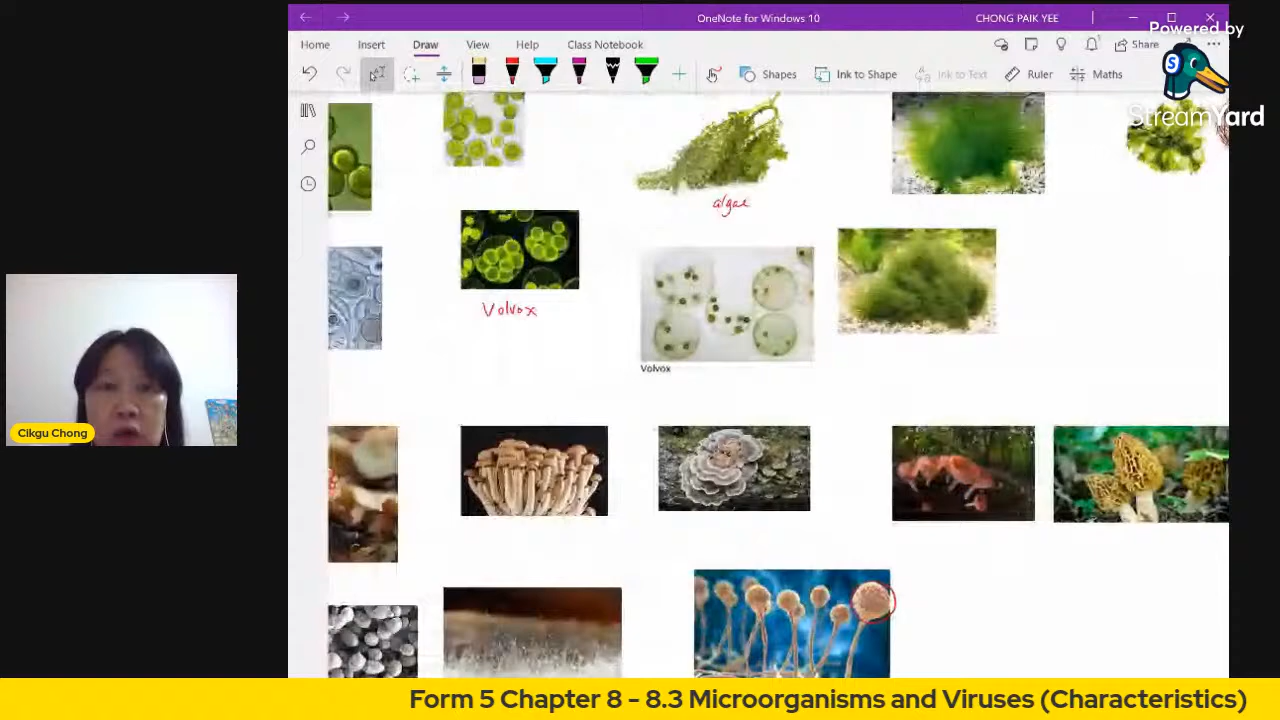 OneNote for Windows 10
CHONG PAIK YEE
Powered by
StreamYard
Home Insert Draw View Help Class Notebook
Share
Shapes
Ink to Shape
Ink to Text
Ruler
Maths
algae
Volvox
Volvox
Cikgu Chong
Form 5 Chapter 8 - 8.3 Microorganisms and Viruses (Characteristics)